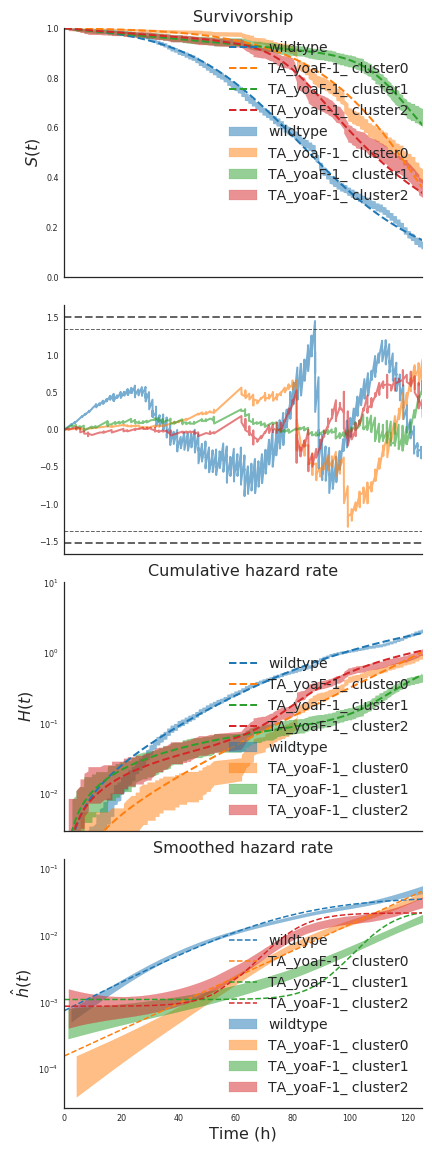 Survivorship
1.0
0.8
0.6
0.4
0.2
0.0
S(t)
wildtype
TA_yoaF-1_ cluster0
TA_yoaF-1_ cluster1
TA_yoaF-1_ cluster2
wildtype
TA_yoaF-1_ cluster0
TA_yoaF-1_ cluster1
TA_yoaF-1_ cluster2
1.5
1.0
0.5
0.0
−0.5
−1.0
−1.5
Cumulative hazard rate
10¹
10⁰
10⁻¹
10⁻²
H(t)
wildtype
TA_yoaF-1_ cluster0
TA_yoaF-1_ cluster1
TA_yoaF-1_ cluster2
wildtype
TA_yoaF-1_ cluster0
TA_yoaF-1_ cluster1
TA_yoaF-1_ cluster2
Smoothed hazard rate
10⁻¹
10⁻²
10⁻³
10⁻⁴
ĥ(t)
wildtype
TA_yoaF-1_ cluster0
TA_yoaF-1_ cluster1
TA_yoaF-1_ cluster2
wildtype
TA_yoaF-1_ cluster0
TA_yoaF-1_ cluster1
TA_yoaF-1_ cluster2
0 20 40 60 80 100 120
Time (h)